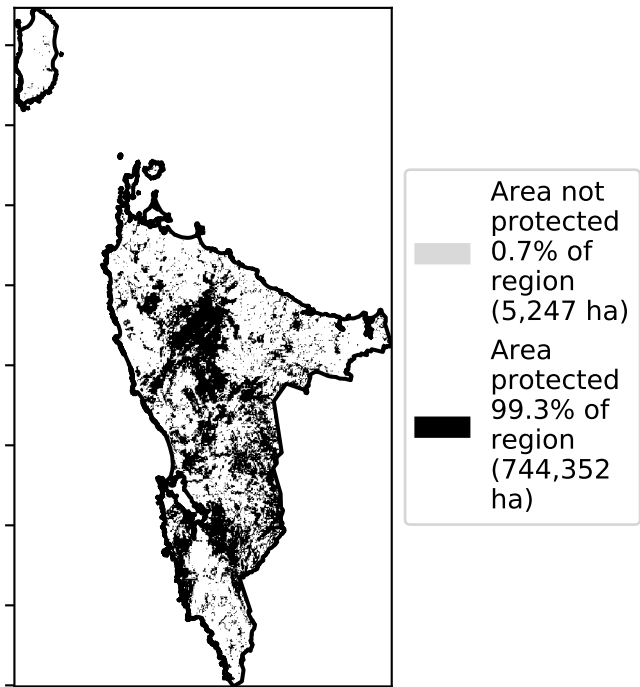 Area not
protected
0.7% of
region
(5,247 ha)
Area
protected
99.3% of
region
(744,352
ha)